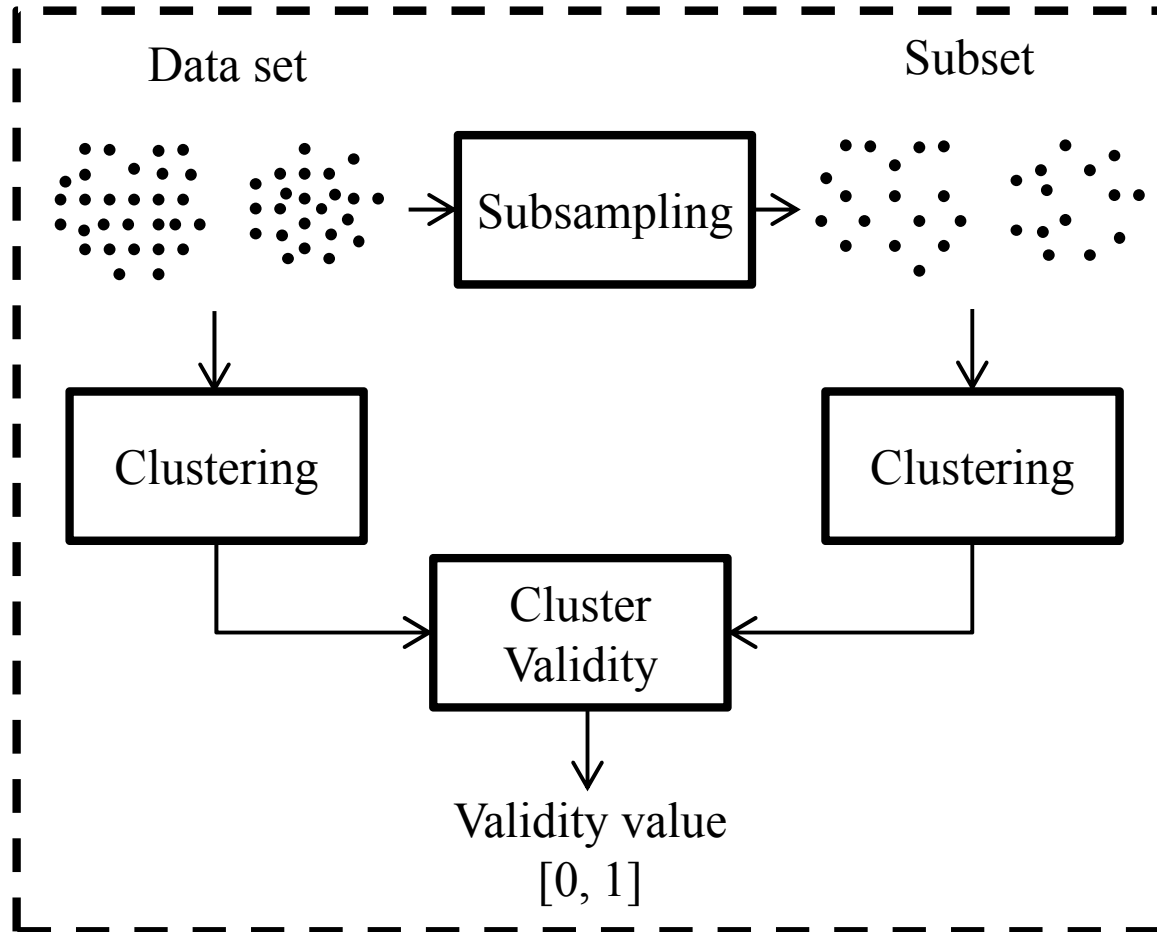 Data set
Subset
Subsampling
Clustering
Clustering
Cluster
Validity
Validity value
[0, 1]